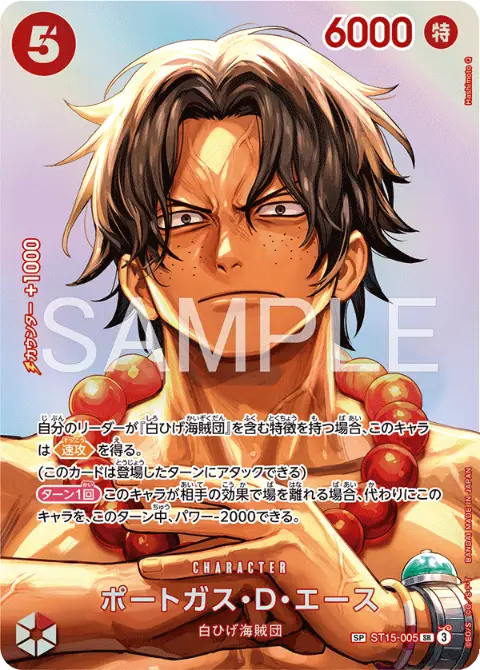 5
6000 特
Hashimoto Q
カウンター +1000
SAMPLE
自分のリーダーが『白ひげ海賊団』を含む特徴を持つ場合、このキャラ
は 速攻 を得る。
(このカードは登場したターンにアタックできる)
ターン1回 このキャラが相手の効果で場を離れる場合、代わりにこの
キャラを、このターン中、パワー-2000できる。
BANDAI MADE IN JAPAN
CHARACTER
ポートガス・D・エース
白ひげ海賊団
SP ST15-005 SR 3